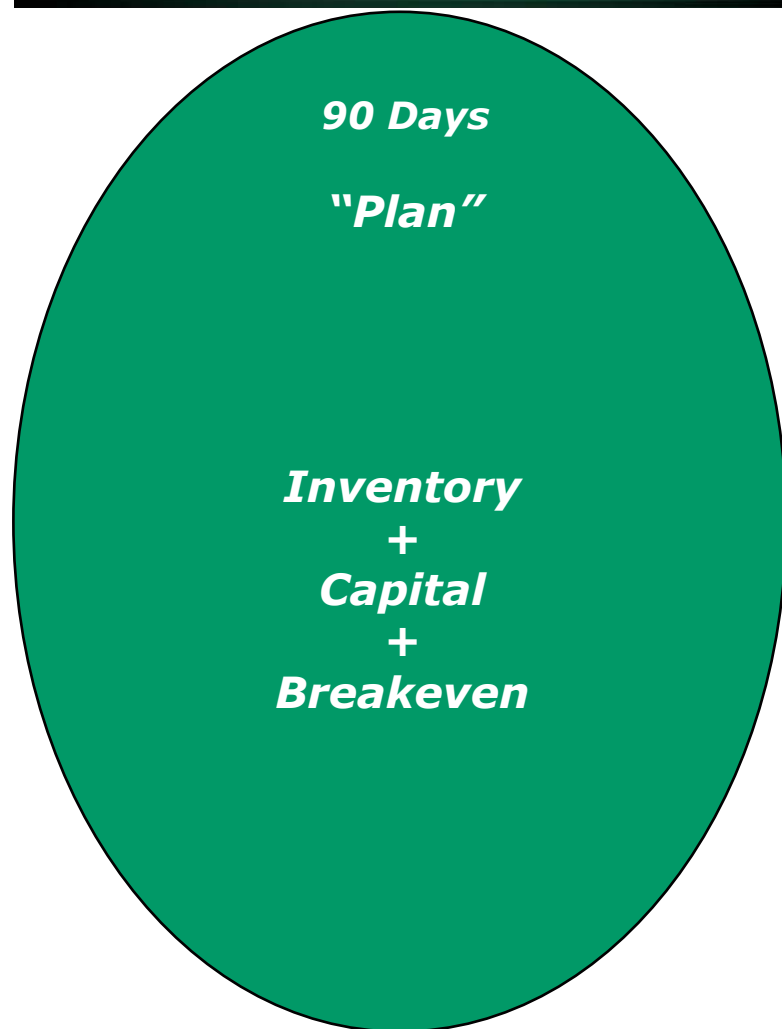 90 Days
“Plan”
Inventory
+
Capital
+
Breakeven